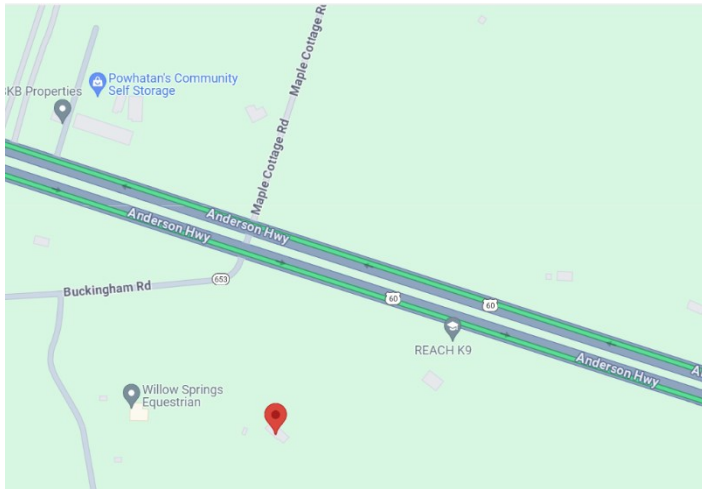 Maple Cottage Rd
Powhatan's Community
Self Storage
KB Properties
Maple Cottage Rd
Anderson Hwy
Anderson Hwy
653
Buckingham Rd
60
60
REACH K9
Anderson Hwy
Willow Springs
Equestrian